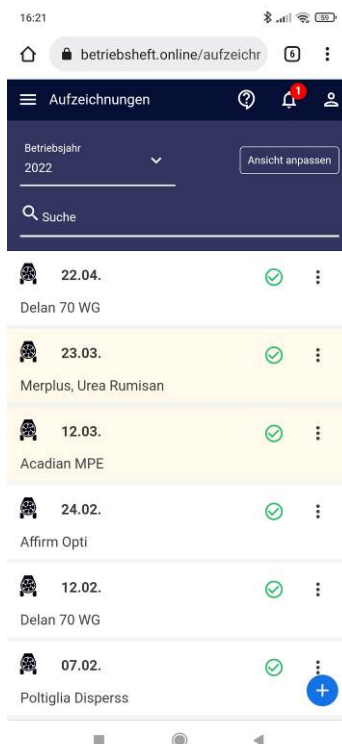 16:21
59
betriebsheft.online/aufzeichr
6
Aufzeichnungen
1
Betriebsjahr
2022
Ansicht anpassen
Suche
22.04.
Delan 70 WG
23.03.
Merplus, Urea Rumisan
12.03.
Acadian MPE
24.02.
Affirm Opti
12.02.
Delan 70 WG
07.02.
Poltiglia Disperss